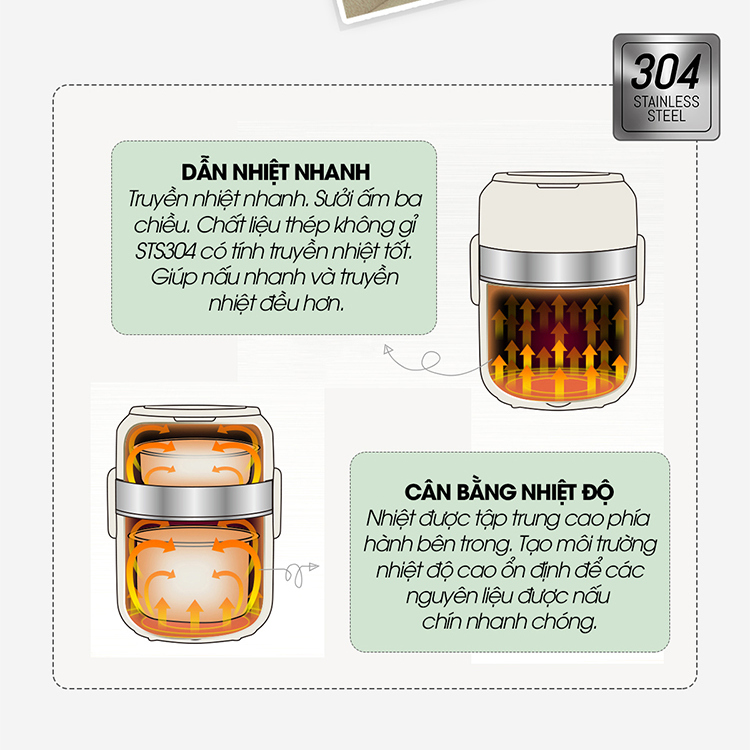 304
STAINLESS
STEEL
DẪN NHIỆT NHANH
Truyền nhiệt nhanh. Sưởi ấm ba
chiều. Chất liệu thép không gỉ
STS304 có tính truyền nhiệt tốt.
Giúp nấu nhanh và truyền
nhiệt đều hơn.
CÂN BẰNG NHIỆT ĐỘ
Nhiệt được tập trung cao phía
hành bên trong. Tạo môi trường
nhiệt độ cao ổn định để các
nguyên liệu được nấu
chín nhanh chóng.